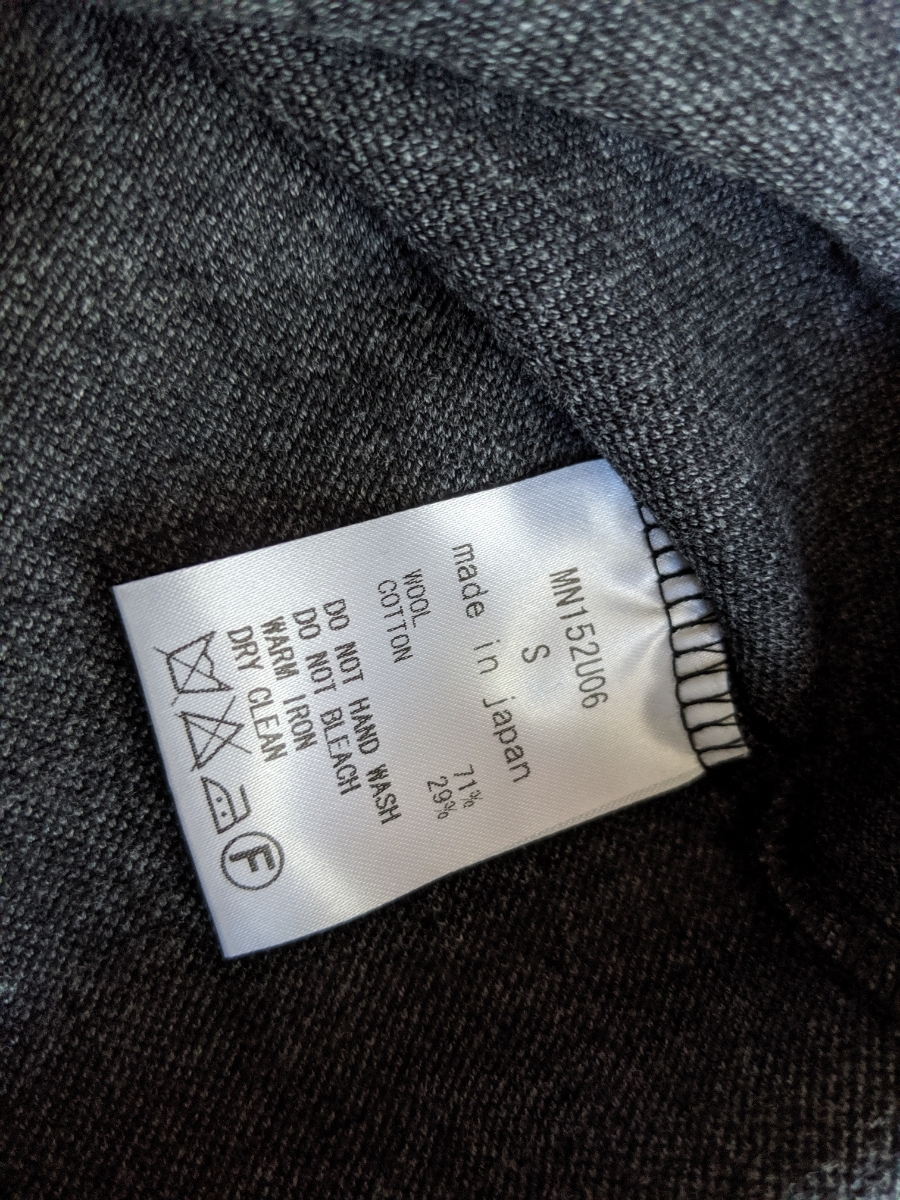 MN152U06
S
made in japan
WOOL 71%
COTTON 29%
DO NOT HAND WASH
DO NOT BLEACH
WARM IRON
DRY CLEAN
F